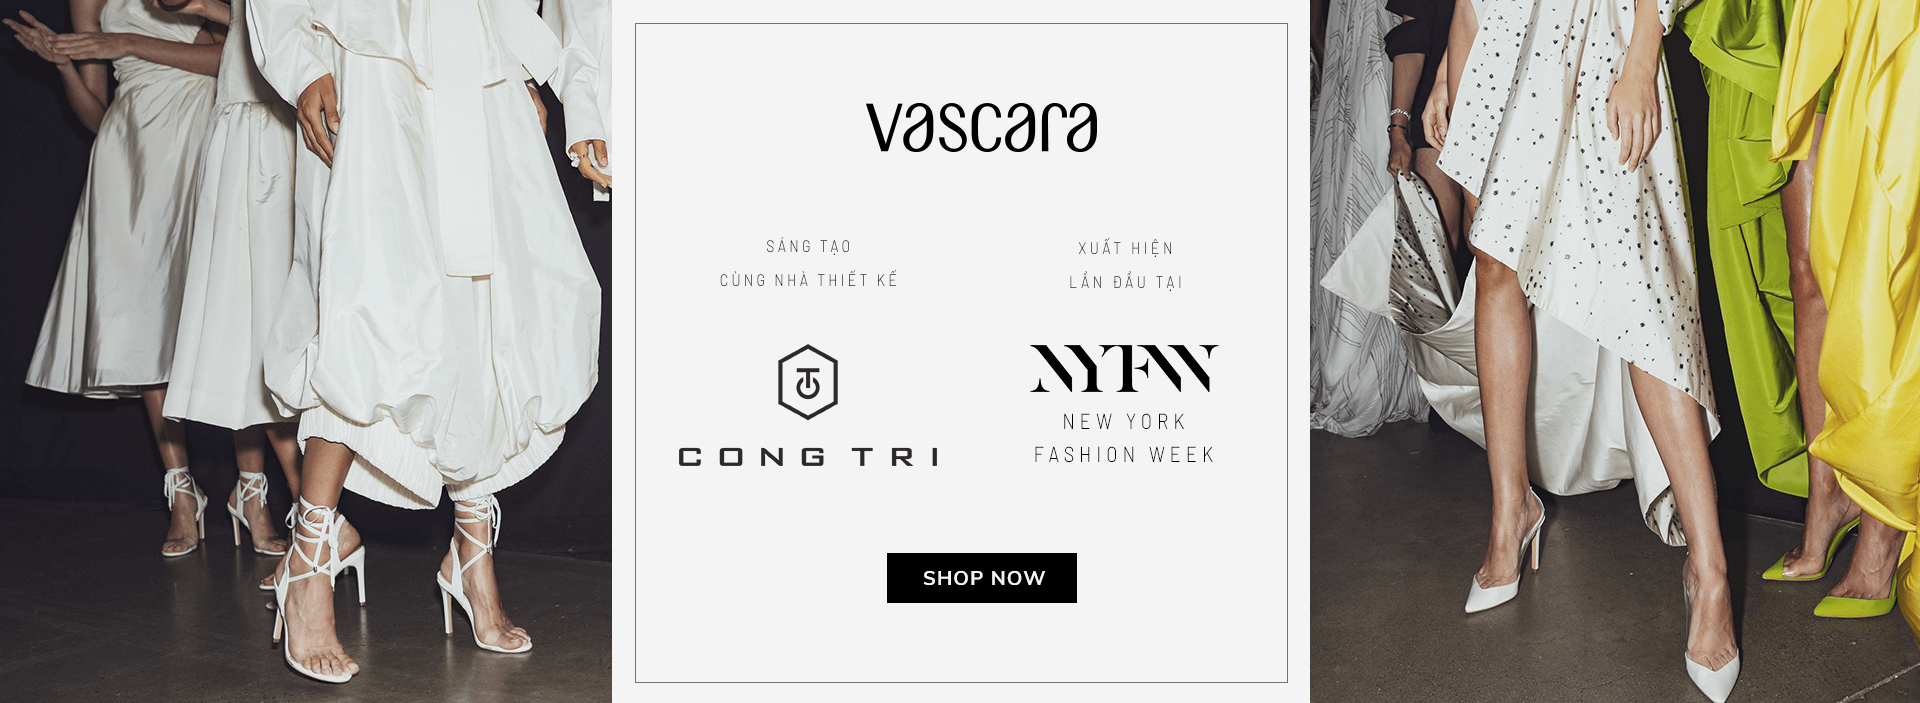 vascara
SÁNG TẠO
CÙNG NHÀ THIẾT KẾ
CONG TRI
XUẤT HIỆN
LẦN ĐẦU TẠI
NYFW
NEW YORK
FASHION WEEK
SHOP NOW